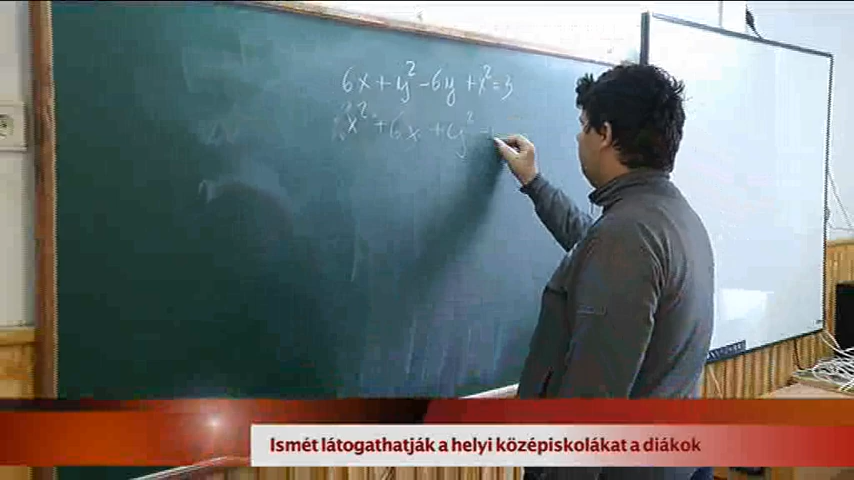 6x + y² - 6y + x² = 3
x² + 6x + y² -
Ismét látogathatják a helyi középiskolákat a diákok